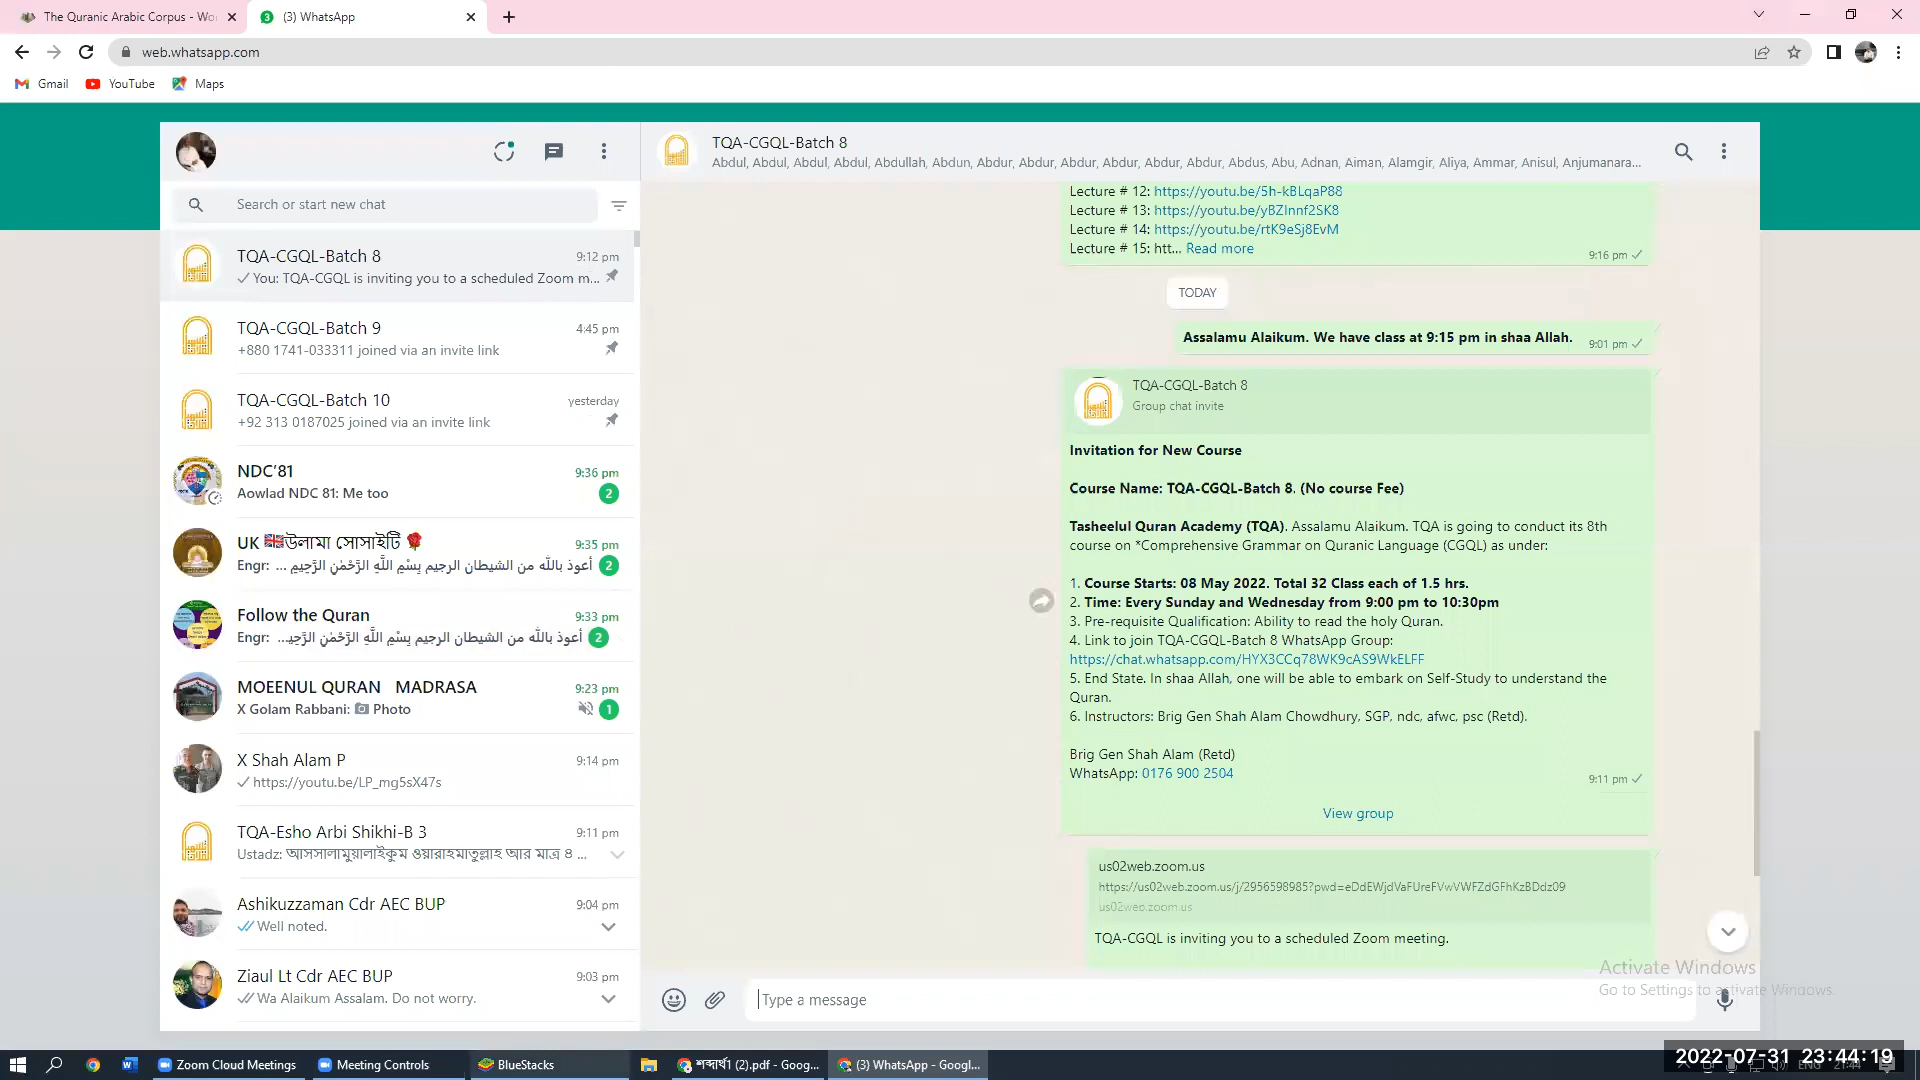 The Quranic Arabic Corpus - Wo
(3) WhatsApp
web.whatsapp.com
Gmail
YouTube
Maps
Search or start new chat
TQA-CGQL-Batch 8
9:12 pm
You: TQA-CGQL is inviting you to a scheduled Zoom m...
TQA-CGQL-Batch 9
4:45 pm
+880 1741-033311 joined via an invite link
TQA-CGQL-Batch 10
yesterday
+92 313 0187025 joined via an invite link
NDC'81
9:36 pm
Aowlad NDC 81: Me too
2
UK 🇬🇧উলামা সোসাইটি 🌹
9:35 pm
Engr: أعوذ بالله من الشيطان الرجيم بِسْمِ اللَّهِ الرَّحْمٰنِ الرَّحِيمِ ...
2
Follow the Quran
9:33 pm
Engr: أعوذ بالله من الشيطان الرجيم بِسْمِ اللَّهِ الرَّحْمٰنِ الرَّحِي...
2
MOEENUL QURAN MADRASA
9:23 pm
X Golam Rabbani: Photo
1
X Shah Alam P
9:14 pm
https://youtu.be/LP_mg5sX47s
TQA-Esho Arbi Shikhi-B 3
9:11 pm
Ustadz: আসসালামুয়ালাইকুম ওয়ারাহমাতুল্লাহ আর মাত্র ৪ ...
Ashikuzzaman Cdr AEC BUP
9:04 pm
Well noted.
Ziaul Lt Cdr AEC BUP
9:03 pm
Wa Alaikum Assalam. Do not worry.
TQA-CGQL-Batch 8
Abdul, Abdul, Abdul, Abdul, Abdullah, Abdun, Abdur, Abdur, Abdur, Abdur, Abdur, Abdur, Abdus, Abu, Adnan, Aiman, Alamgir, Aliya, Ammar, Anisul, Anjumanara...
Lecture # 12: https://youtu.be/5h-kBLqaP88
Lecture # 13: https://youtu.be/yBZInnf2SK8
Lecture # 14: https://youtu.be/rtK9eSj8EvM
Lecture # 15: htt... Read more
9:16 pm
TODAY
Assalamu Alaikum. We have class at 9:15 pm in shaa Allah.
9:01 pm
TQA-CGQL-Batch 8
Group chat invite
Invitation for New Course
Course Name: TQA-CGQL-Batch 8. (No course Fee)
Tasheelul Quran Academy (TQA). Assalamu Alaikum. TQA is going to conduct its 8th
course on *Comprehensive Grammar on Quranic Language (CGQL) as under:
1. Course Starts: 08 May 2022. Total 32 Class each of 1.5 hrs.
2. Time: Every Sunday and Wednesday from 9:00 pm to 10:30pm
3. Pre-requisite Qualification: Ability to read the holy Quran.
4. Link to join TQA-CGQL-Batch 8 WhatsApp Group:
https://chat.whatsapp.com/HYX3CCq78WK9cAS9WkELFF
5. End State. In shaa Allah, one will be able to embark on Self-Study to understand the
Quran.
6. Instructors: Brig Gen Shah Alam Chowdhury, SGP, ndc, afwc, psc (Retd).
Brig Gen Shah Alam (Retd)
WhatsApp: 0176 900 2504
9:11 pm
View group
us02web.zoom.us
https://us02web.zoom.us/j/2956598985?pwd=eDdEWjdVaFUreFVwVWFZdGFhKzBDdz09
us02web.zoom.us
TQA-CGQL is inviting you to a scheduled Zoom meeting.
Type a message
Activate Windows
Go to Settings to activate Windows.
Zoom Cloud Meetings
Meeting Controls
BlueStacks
শব্দার্থ1 (2).pdf - Goog...
(3) WhatsApp - Googl...
2022-07-31 23:44:19
ENG
21:44